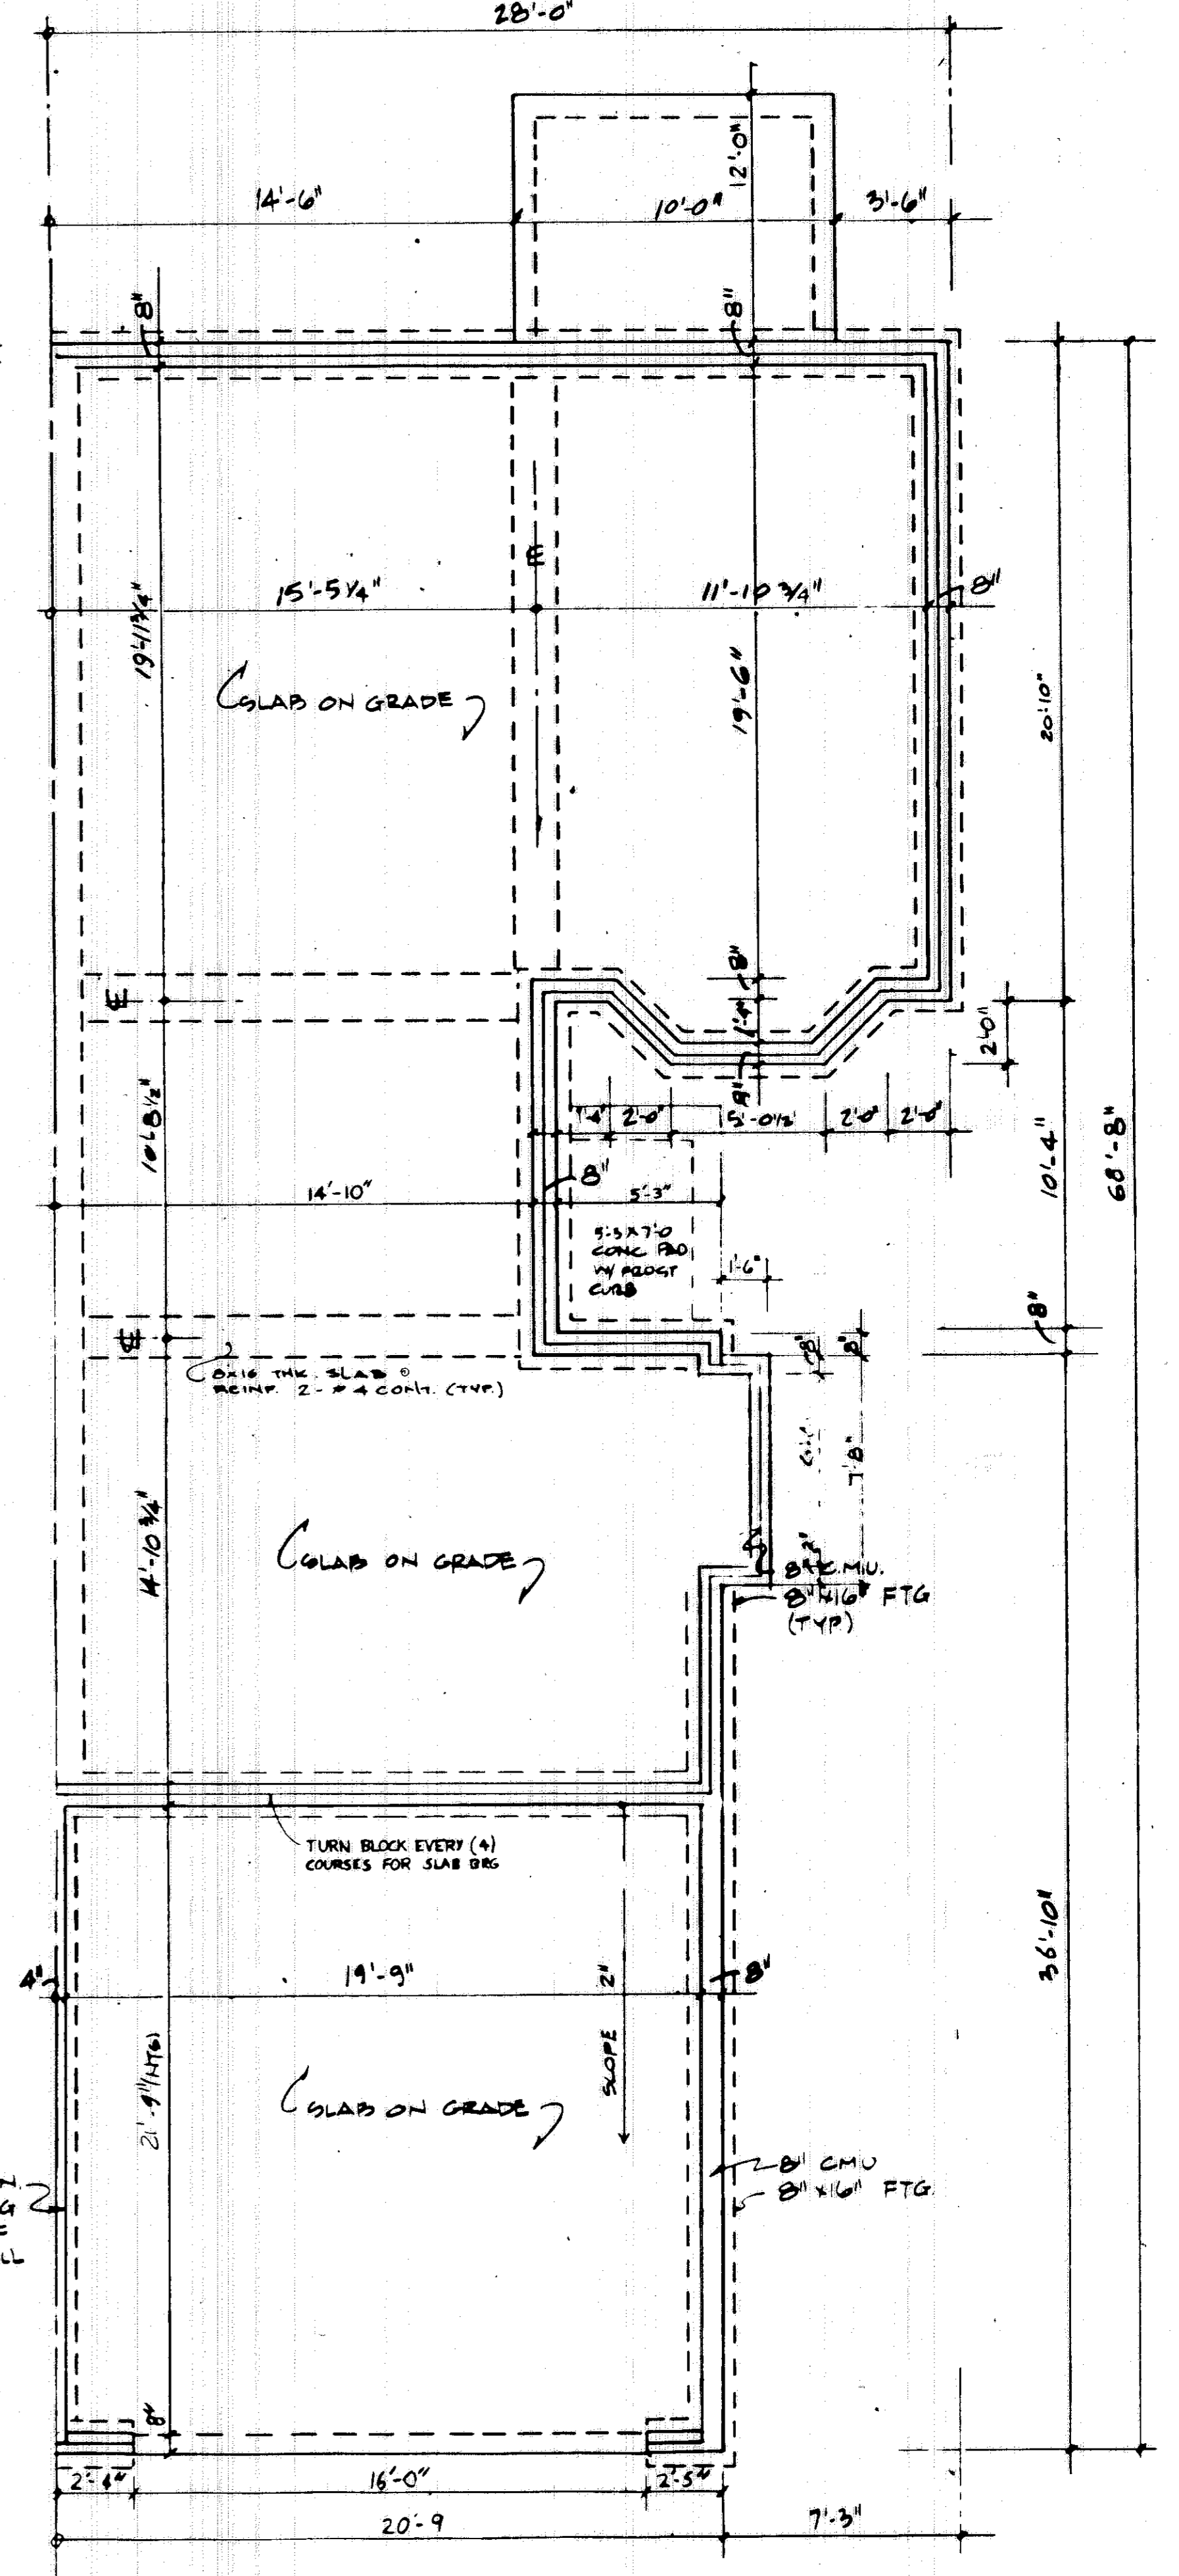 28'-0"
12'-0"
14'-6"
10'-0"
3'-6"
8"
8"
15'-5 1/4"
11'-10 3/4"
8"
19'-11 3/4"
19'-6"
SLAB ON GRADE
20'-10"
8"
1'-4"
8"
2'-0"
1'-4"
2'-0"
5'-0 1/2"
2'-0"
2'-0"
10'-8 1/2"
10'-4"
68'-8"
8"
14'-10"
5'-3"
5'-3 x 7'-0
CONC PAD
W/ FROST
CURB
1'-6"
8"
8"
8"
8x16 THK. SLAB @
REINF. 2 - # 4 CONT. (TYP.)
7'-8"
14'-10 3/4"
SLAB ON GRADE
8" C.M.U.
8"x16" FTG
(TYP)
TURN BLOCK EVERY (4)
COURSES FOR SLAB BRG
36'-10"
4"
19'-9"
2"
8"
SLOPE
21'-9"
SLAB ON GRADE
8" CMU
8"x16" FTG.
8"
2'-4"
16'-0"
2'-5"
20'-9
7'-3"